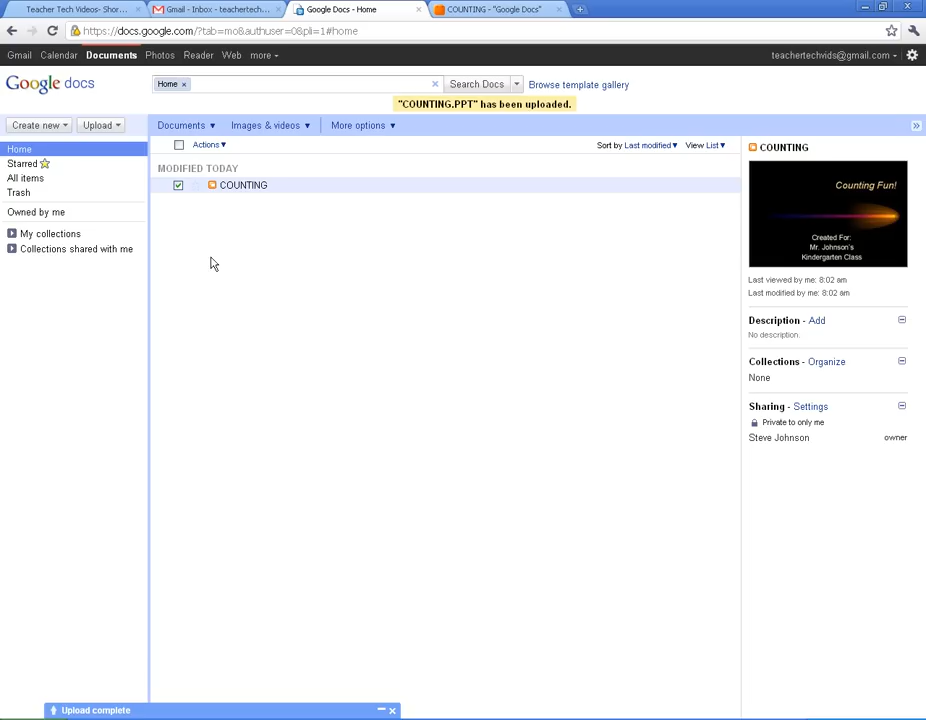 Teacher Tech Videos- Shor...
Gmail - Inbox - teachertech...
Google Docs - Home
COUNTING - "Google Docs"
https://docs.google.com/?tab=mo&authuser=0&pli=1#home
Gmail Calendar Documents Photos Reader Web more
teachertechvids@gmail.com
Google docs
Home
Search Docs
Browse template gallery
"COUNTING.PPT" has been uploaded.
Create new
Upload
Documents
Images & videos
More options
Home
Starred
All items
Trash
Owned by me
My collections
Collections shared with me
Actions
Sort by Last modified
View List
MODIFIED TODAY
COUNTING
COUNTING
Counting Fun!
Created For:
Mr. Johnson's
Kindergarten Class
Last viewed by me: 8:02 am
Last modified by me: 8:02 am
Description - Add
No description.
Collections - Organize
None
Sharing - Settings
Private to only me
Steve Johnson owner
Upload complete